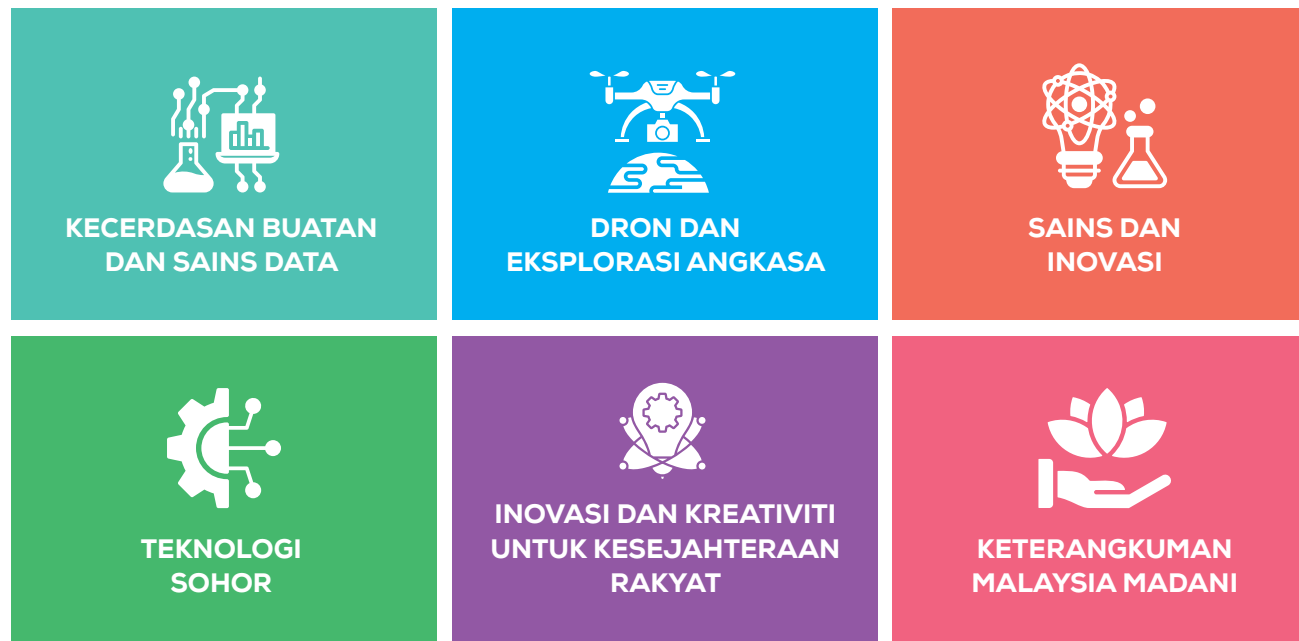 KECERDASAN BUATAN
DAN SAINS DATA
DRON DAN
EKSPLORASI ANGKASA
SAINS DAN
INOVASI
TEKNOLOGI
SOHOR
INOVASI DAN KREATIVITI
UNTUK KESEJAHTERAAN
RAKYAT
KETERANGKUMAN
MALAYSIA MADANI